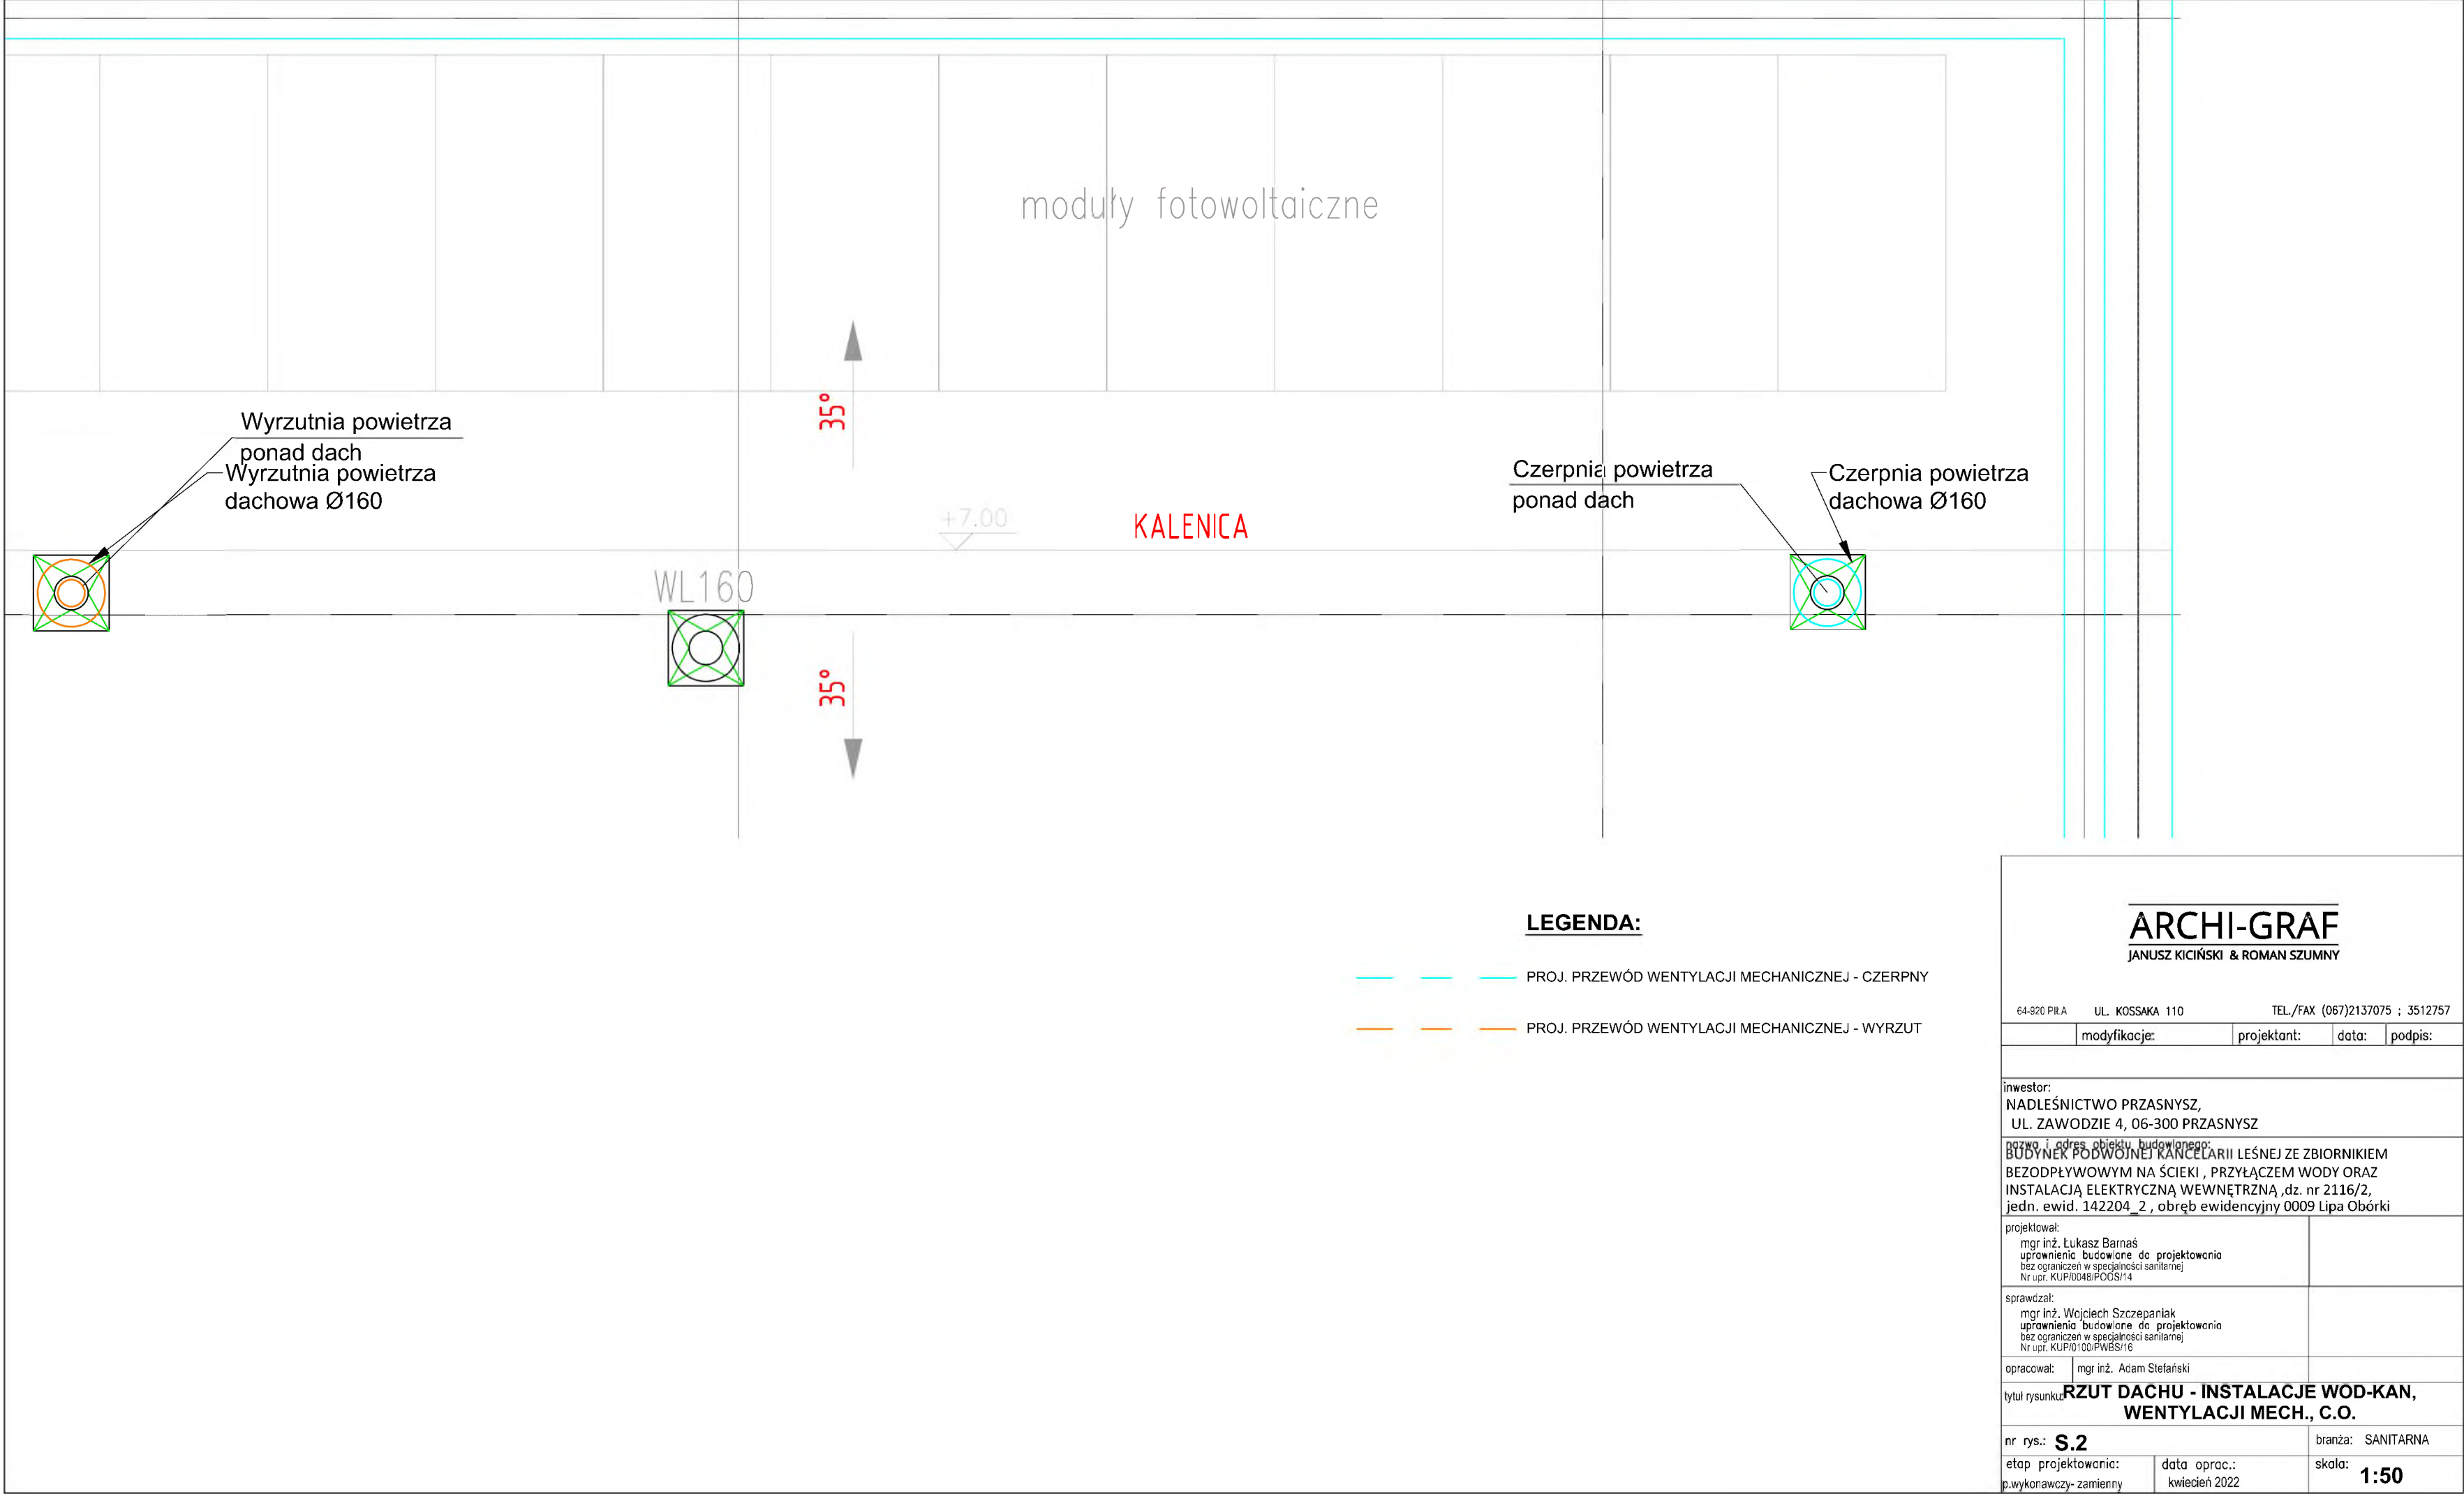 moduły fotowoltaiczne
35°
Wyrzutnia powietrza
ponad dach
Wyrzutnia powietrza
dachowa Ø160
Czerpnia powietrza
ponad dach
Czerpnia powietrza
dachowa Ø160
+7.00
KALENICA
WL160
35°
LEGENDA:
PROJ. PRZEWÓD WENTYLACJI MECHANICZNEJ - CZERPNY
PROJ. PRZEWÓD WENTYLACJI MECHANICZNEJ - WYRZUT
ARCHI-GRAF
JANUSZ KICIŃSKI & ROMAN SZUMNY
64-920 PIŁA UL. KOSSAKA 110 TEL./FAX (067)2137075 ; 3512757
modyfikacje: projektant: data: podpis:
inwestor:
NADLEŚNICTWO PRZASNYSZ,
UL. ZAWODZIE 4, 06-300 PRZASNYSZ
nazwa i adres obiektu budowlanego:
BUDYNEK PODWÓJNEJ KANCELARII LEŚNEJ ZE ZBIORNIKIEM
BEZODPŁYWOWYM NA ŚCIEKI , PRZYŁĄCZEM WODY ORAZ
INSTALACJĄ ELEKTRYCZNĄ WEWNĘTRZNĄ ,dz. nr 2116/2,
jedn. ewid. 142204_2 , obręb ewidencyjny 0009 Lipa Obórki
projektował:
mgr inż. Łukasz Barnaś
uprawnienia budowlane do projektowania
bez ograniczeń w specjalności sanitarnej
Nr upr. KUP/0048/POOS/14
sprawdzał:
mgr inż. Wojciech Szczepaniak
uprawnienia budowlane do projektowania
bez ograniczeń w specjalności sanitarnej
Nr upr. KUP/0100/PWBS/16
opracował: mgr inż. Adam Stefański
tytuł rysunku: RZUT DACHU - INSTALACJE WOD-KAN,
WENTYLACJI MECH., C.O.
nr rys.: S.2 branża: SANITARNA
etap projektowania: data oprac.: skala: 1:50
p.wykonawczy- zamienny kwiecień 2022